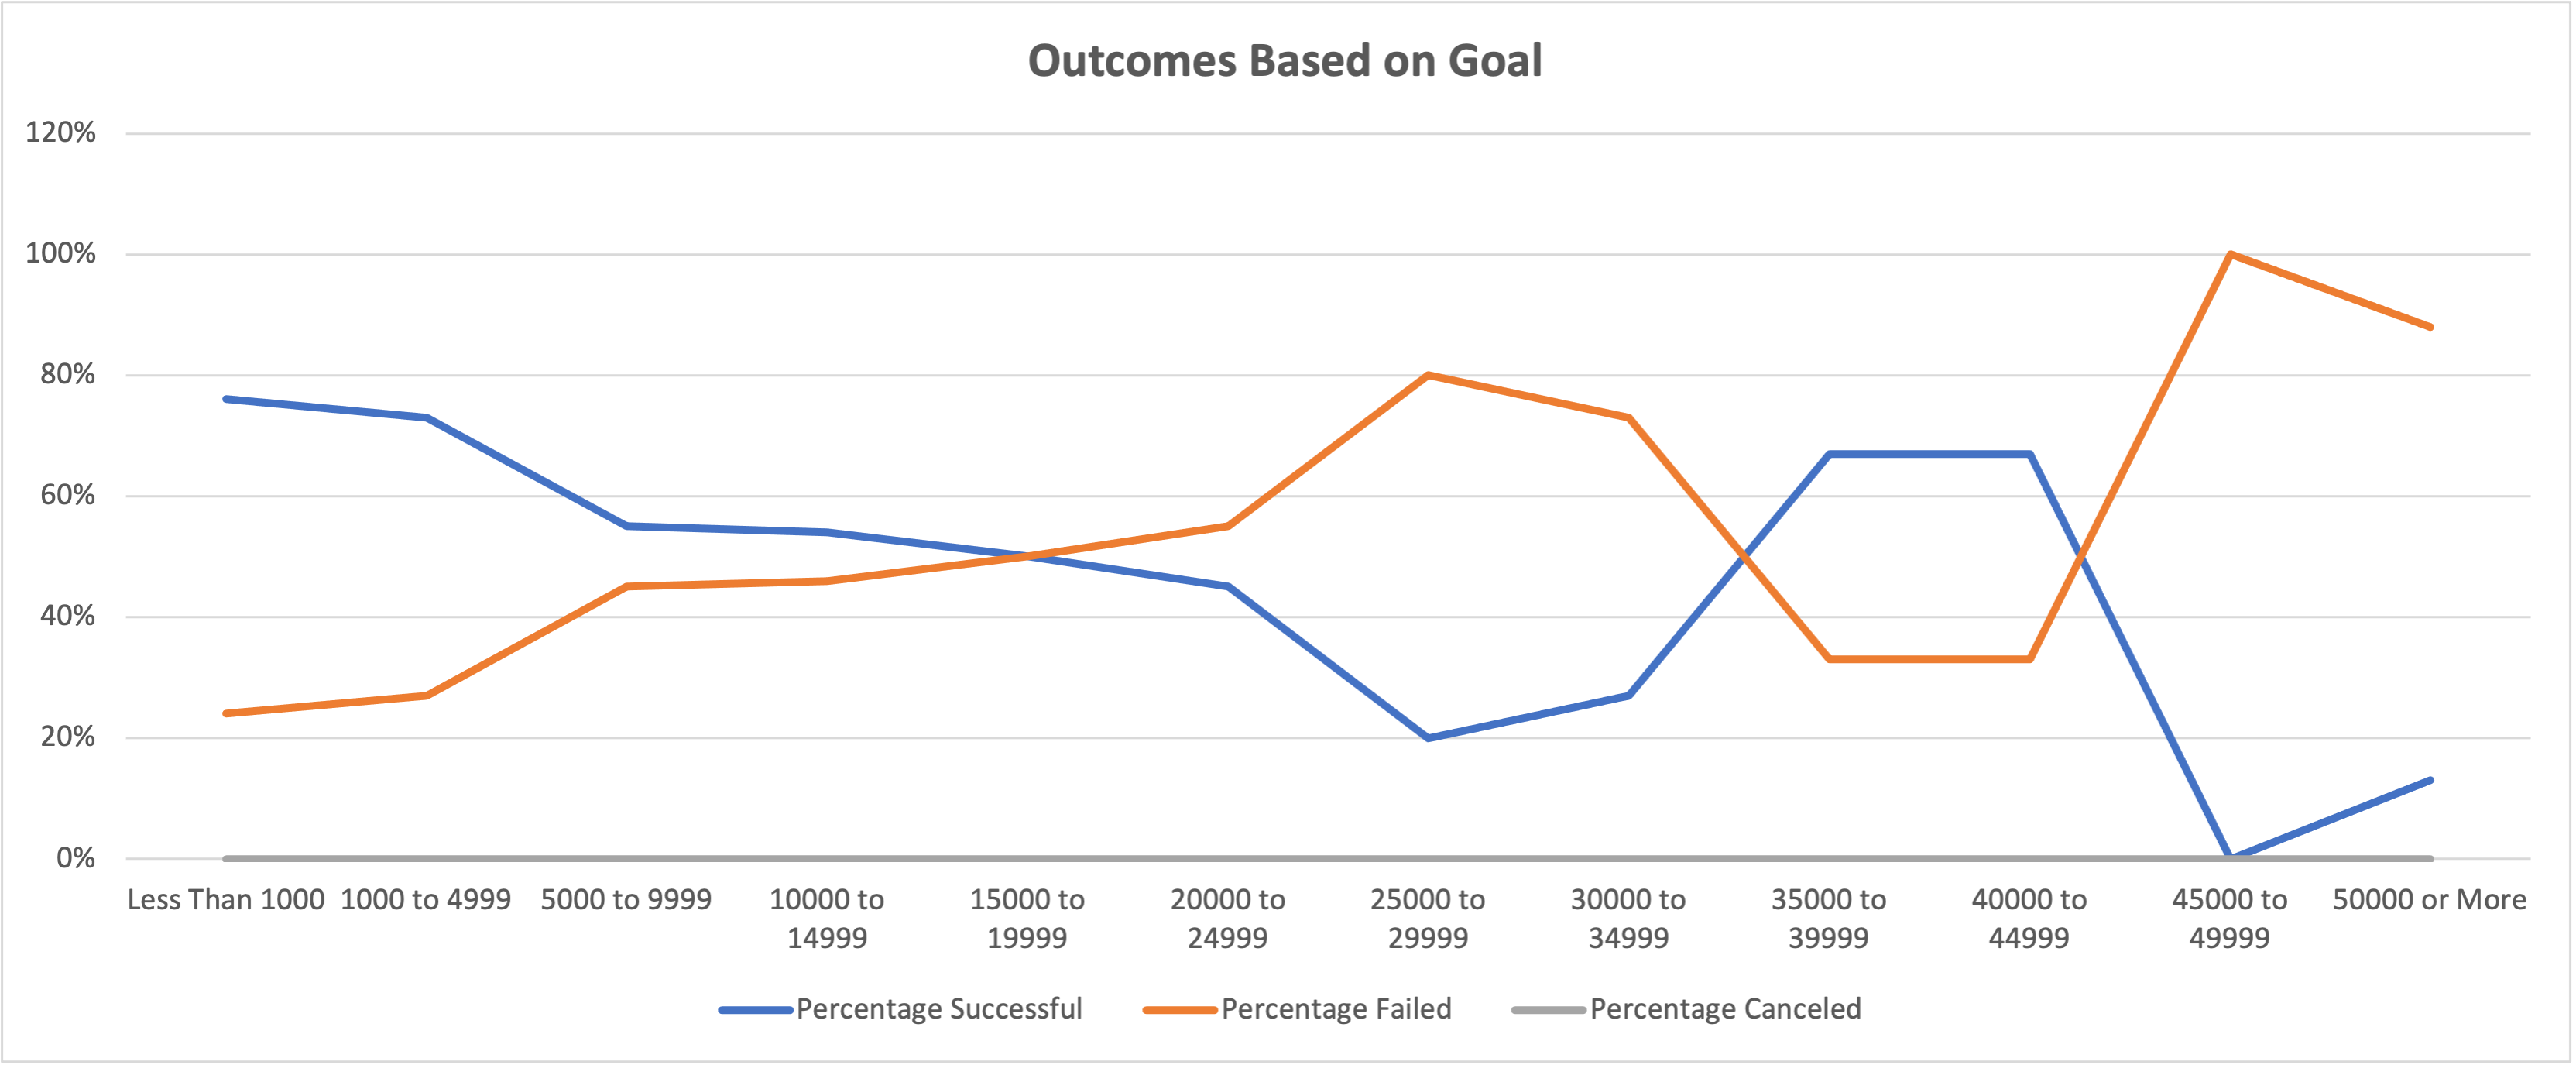 Outcomes Based on Goal
120%
100%
80%
60%
40%
20%
0%
Less Than 1000 1000 to 4999 5000 to 9999 10000 to 15000 to 20000 to 25000 to 30000 to 35000 to 40000 to 45000 to 50000 or More
14999 19999 24999 29999 34999 39999 44999 49999
Percentage Successful Percentage Failed Percentage Canceled